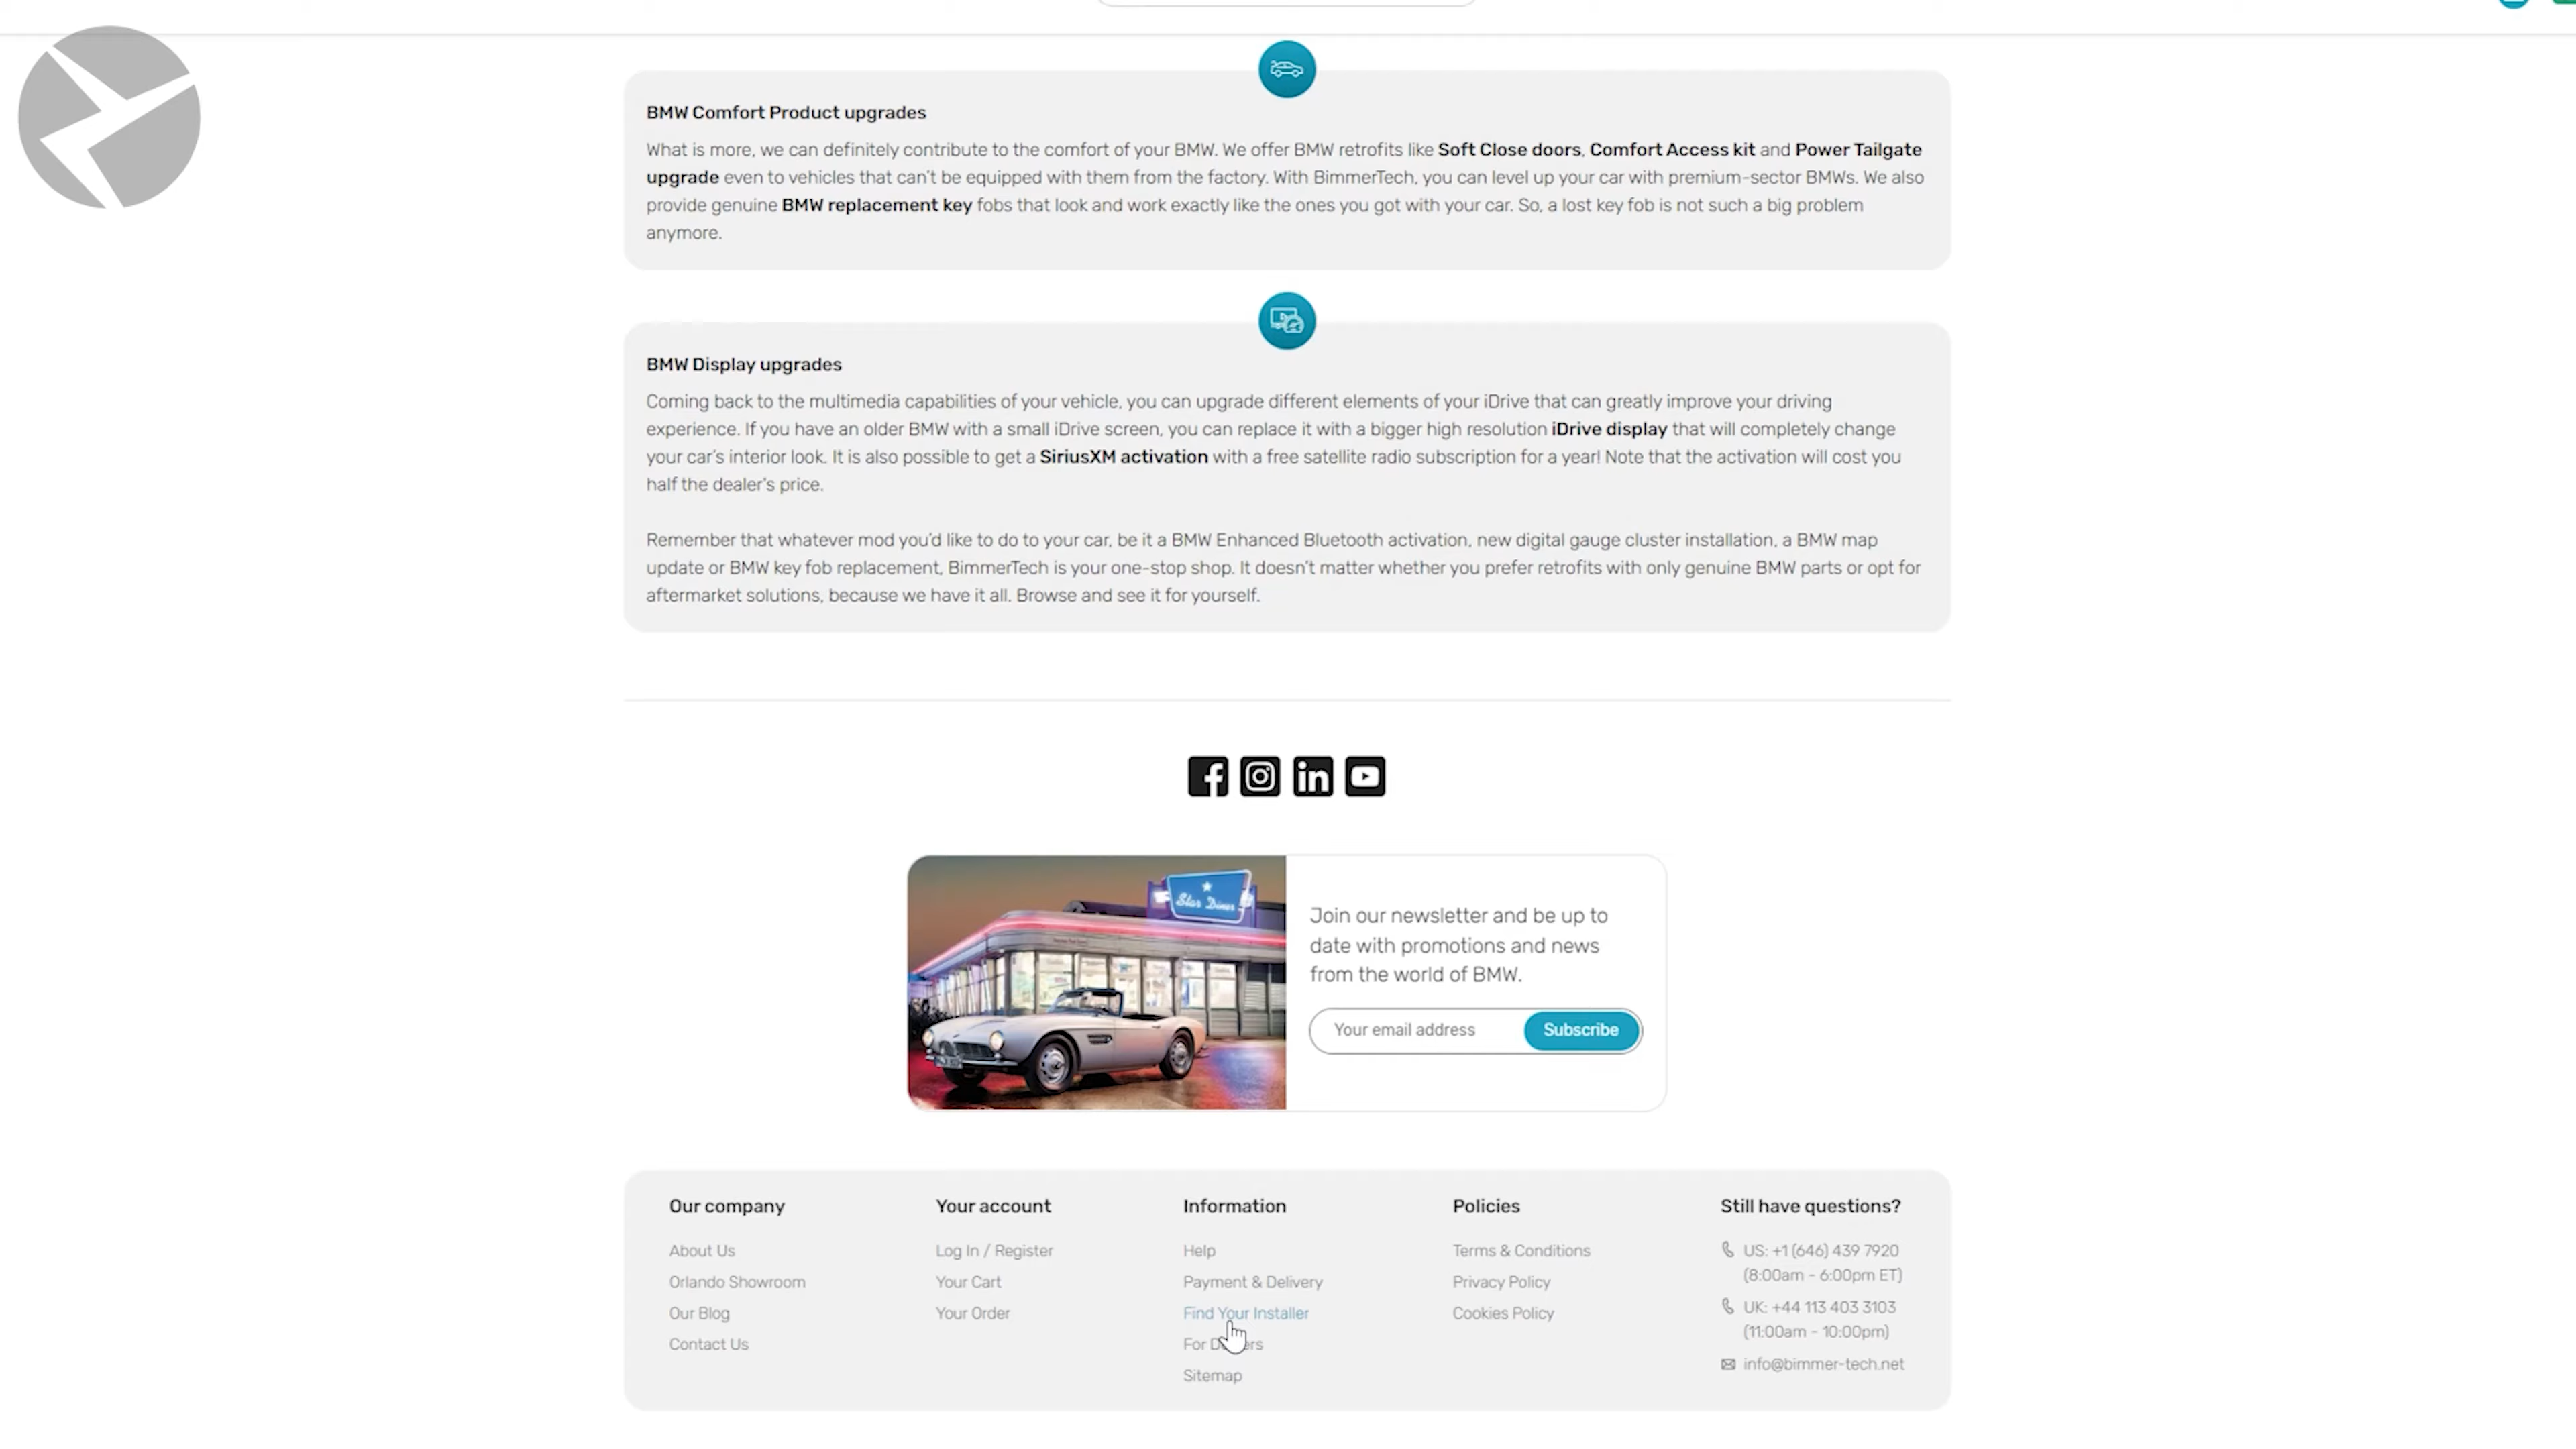 BMW Comfort Product upgrades
What is more, we can definitely contribute to the comfort of your BMW. We offer BMW retrofits like Soft Close doors, Comfort Access kit and Power Tailgate
upgrade even to vehicles that can't be equipped with them from the factory. With BimmerTech, you can level up your car with premium-sector BMWs. We also
provide genuine BMW replacement key fobs that look and work exactly like the ones you got with your car. So, a lost key fob is not such a big problem
anymore.
BMW Display upgrades
Coming back to the multimedia capabilities of your vehicle, you can upgrade different elements of your iDrive that can greatly improve your driving
experience. If you have an older BMW with a small iDrive screen, you can replace it with a bigger high resolution iDrive display that will completely change
your car's interior look. It is also possible to get a SiriusXM activation with a free satellite radio subscription for a year! Note that the activation will cost you
half the dealer's price.
Remember that whatever mod you'd like to do to your car, be it a BMW Enhanced Bluetooth activation, new digital gauge cluster installation, a BMW map
update or BMW key fob replacement, BimmerTech is your one-stop shop. It doesn't matter whether you prefer retrofits with only genuine BMW parts or opt for
aftermarket solutions, because we have it all. Browse and see it for yourself.
in
Star Diner
Join our newsletter and be up to
date with promotions and news
from the world of BMW.
Your email address
Subscribe
Our company
About Us
Orlando Showroom
Our Blog
Contact Us
Your account
Log In / Register
Your Cart
Your Order
Information
Help
Payment & Delivery
Find Your Installer
For
Sitemap
Policies
Terms & Conditions
Privacy Policy
Cookies Policy
Still have questions?
US: +1 (646) 439 7920
(8:00am - 6:00pm ET)
UK: +44 113 403 3103
(11:00am - 10:00pm)
info@bimmer-tech.net